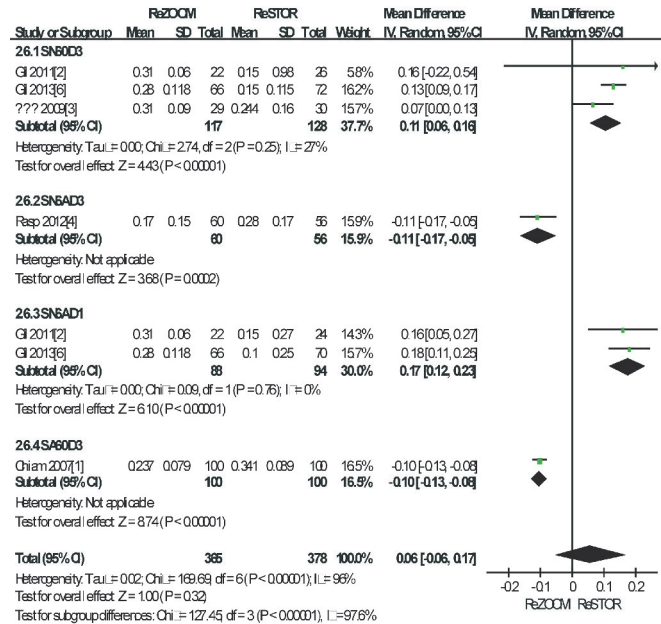 ReZOOM ReSTOR Mean Difference Mean Difference
Study or Subgroup Mean SD Total Mean SD Total Weight IV, Random, 95% CI IV, Random, 95% CI
2.6.1 SN60D3
Gil 2011[2] 0.31 0.06 22 0.15 0.98 26 5.8% 0.16 [-0.22, 0.54]
Gil 2013[6] 0.28 0.118 66 0.15 0.115 72 16.2% 0.13 [0.09, 0.17]
??? 2009[3] 0.31 0.09 29 0.244 0.16 30 15.7% 0.07 [0.00, 0.13]
Subtotal (95% CI) 117 128 37.7% 0.11 [0.06, 0.16]
Heterogeneity: Tau□= 0.00; Chi□= 2.74, df = 2 (P = 0.25); I□= 27%
Test for overall effect: Z = 4.43 (P < 0.00001)
2.6.2 SN6AD3
Rasp 2012[4] 0.17 0.15 60 0.28 0.17 56 15.9% -0.11 [-0.17, -0.05]
Subtotal (95% CI) 60 56 15.9% -0.11 [-0.17, -0.05]
Heterogeneity: Not applicable
Test for overall effect: Z = 3.68 (P = 0.0002)
2.6.3 SN6AD1
Gil 2011[2] 0.31 0.06 22 0.15 0.27 24 14.3% 0.16 [0.05, 0.27]
Gil 2013[6] 0.28 0.118 66 0.1 0.25 70 15.7% 0.18 [0.11, 0.25]
Subtotal (95% CI) 88 94 30.0% 0.17 [0.12, 0.23]
Heterogeneity: Tau□= 0.00; Chi□= 0.09, df = 1 (P = 0.76); I□= 0%
Test for overall effect: Z = 6.10 (P < 0.00001)
2.6.4 SA60D3
Chiam 2007[1] 0.237 0.079 100 0.341 0.089 100 16.5% -0.10 [-0.13, -0.08]
Subtotal (95% CI) 100 100 16.5% -0.10 [-0.13, -0.08]
Heterogeneity: Not applicable
Test for overall effect: Z = 8.74 (P < 0.00001)
Total (95% CI) 365 378 100.0% 0.06 [-0.06, 0.17]
Heterogeneity: Tau□= 0.02; Chi□= 169.69, df = 6 (P < 0.00001); I□= 96%
Test for overall effect: Z = 1.00 (P = 0.32)
Test for subgroup differences: Chi□= 127.45, df = 3 (P < 0.00001), I□= 97.6%
-0.2 -0.1 0 0.1 0.2
ReZOOM ReSTOR